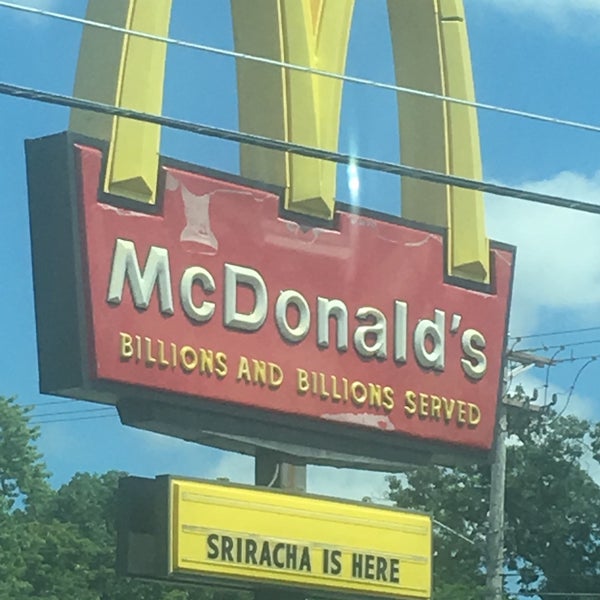 McDonald's
BILLIONS AND BILLIONS SERVED
SRIRACHA IS HERE